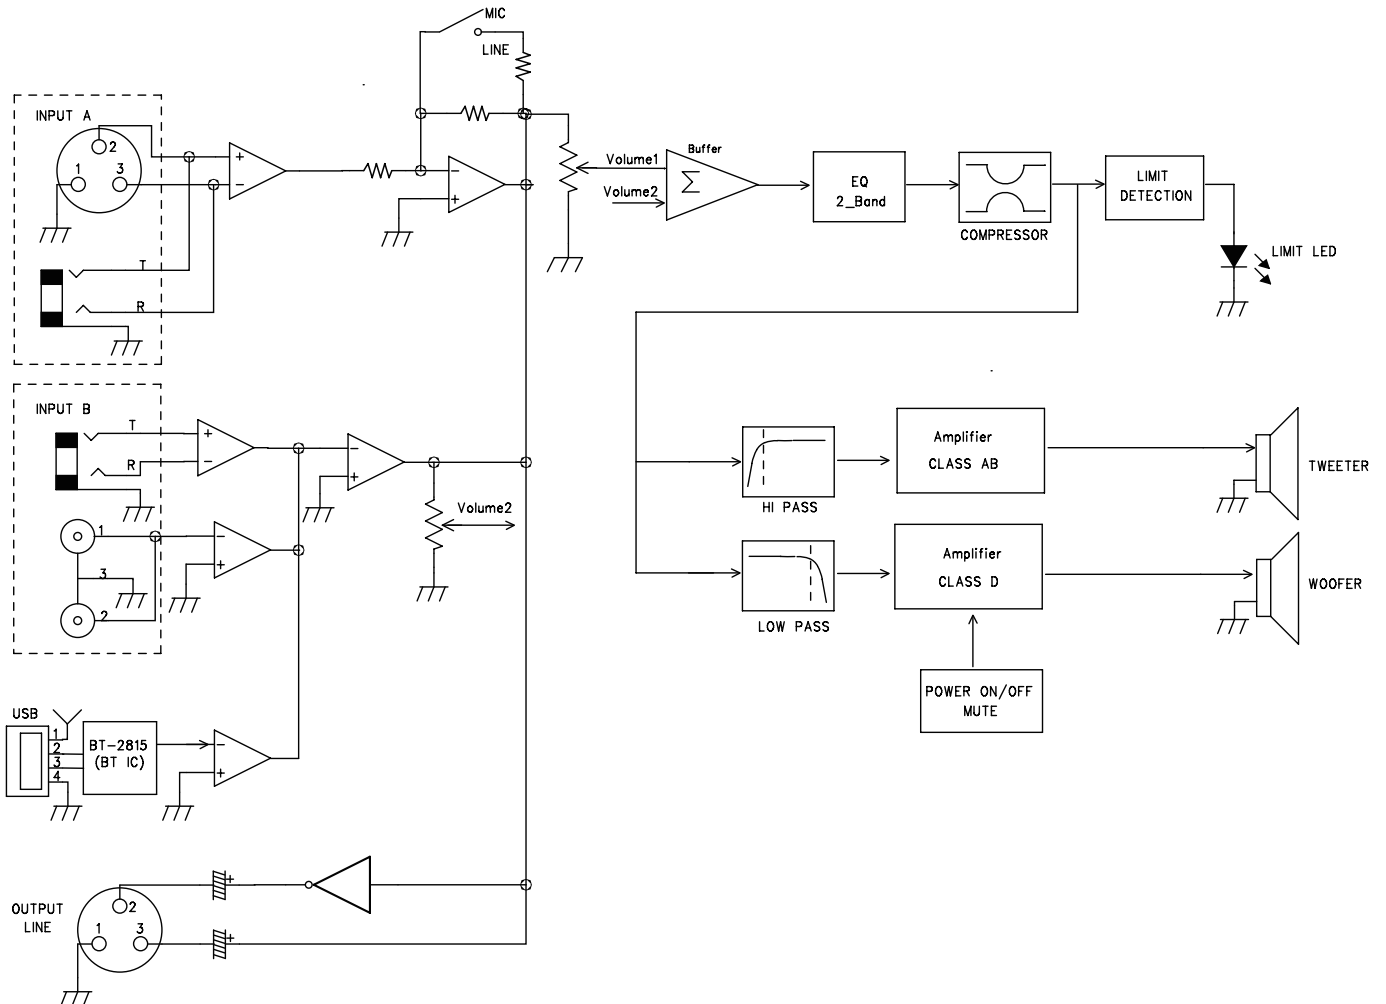 MIC
LINE
INPUT A
2
1
3
+
−
T
R
−
+
Volume1
Volume2
Buffer
Σ
EQ
2_Band
COMPRESSOR
LIMIT
DETECTION
LIMIT LED
INPUT B
T
R
+
−
−
+
Volume2
1
3
2
−
+
HI PASS
Amplifier
CLASS AB
TWEETER
LOW PASS
Amplifier
CLASS D
WOOFER
POWER ON/OFF
MUTE
USB
1
2
3
4
BT-2815
(BT IC)
−
+
OUTPUT
LINE
2
1
3
+
+